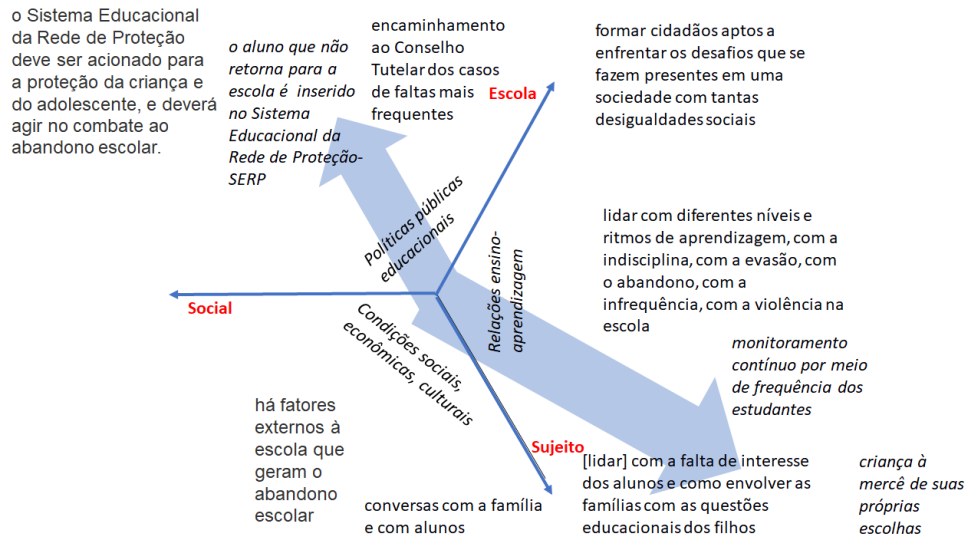 o Sistema Educacional
da Rede de Proteção
deve ser acionado para
a proteção da criança e
do adolescente, e deverá
agir no combate ao
abandono escolar.
o aluno que não
retorna para a
escola é inserido
no Sistema
Educacional da
Rede de Proteção-
SERP
encaminhamento
ao Conselho
Tutelar dos casos
de faltas mais
frequentes
Escola
formar cidadãos aptos a
enfrentar os desafios que se
fazem presentes em uma
sociedade com tantas
desigualdades sociais
Políticas públicas
educacionais
Relações ensino-
aprendizagem
lidar com diferentes níveis e
ritmos de aprendizagem, com a
indisciplina, com a evasão, com
o abandono, com a
infrequência, com a violência na
escola
Social
Condições sociais,
econômicas, culturais
monitoramento
contínuo por meio
de frequência dos
estudantes
há fatores
externos à
escola que
geram o
abandono
escolar
Sujeito
conversas com a família
e com alunos
[lidar] com a falta de interesse
dos alunos e como envolver as
famílias com as questões
educacionais dos filhos
criança à
mercê de suas
próprias
escolhas